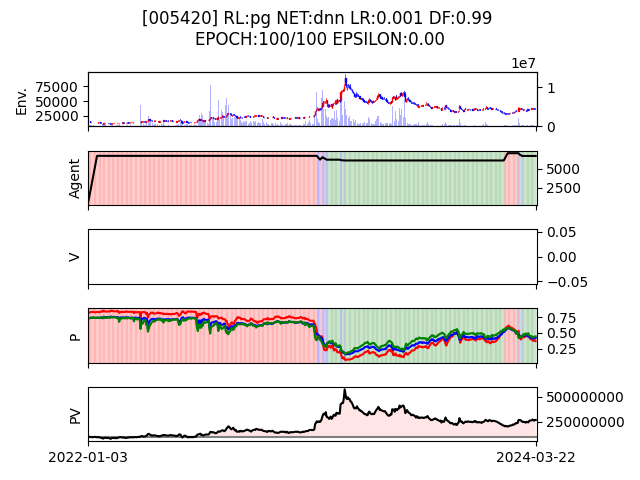 [005420] RL:pg NET:dnn LR:0.001 DF:0.99
EPOCH:100/100 EPSILON:0.00
1e7
Env.
75000
50000
25000
1
0
Agent
5000
2500
V
0.05
0.00
−0.05
P
0.75
0.50
0.25
PV
500000000
250000000
2022-01-03
2024-03-22